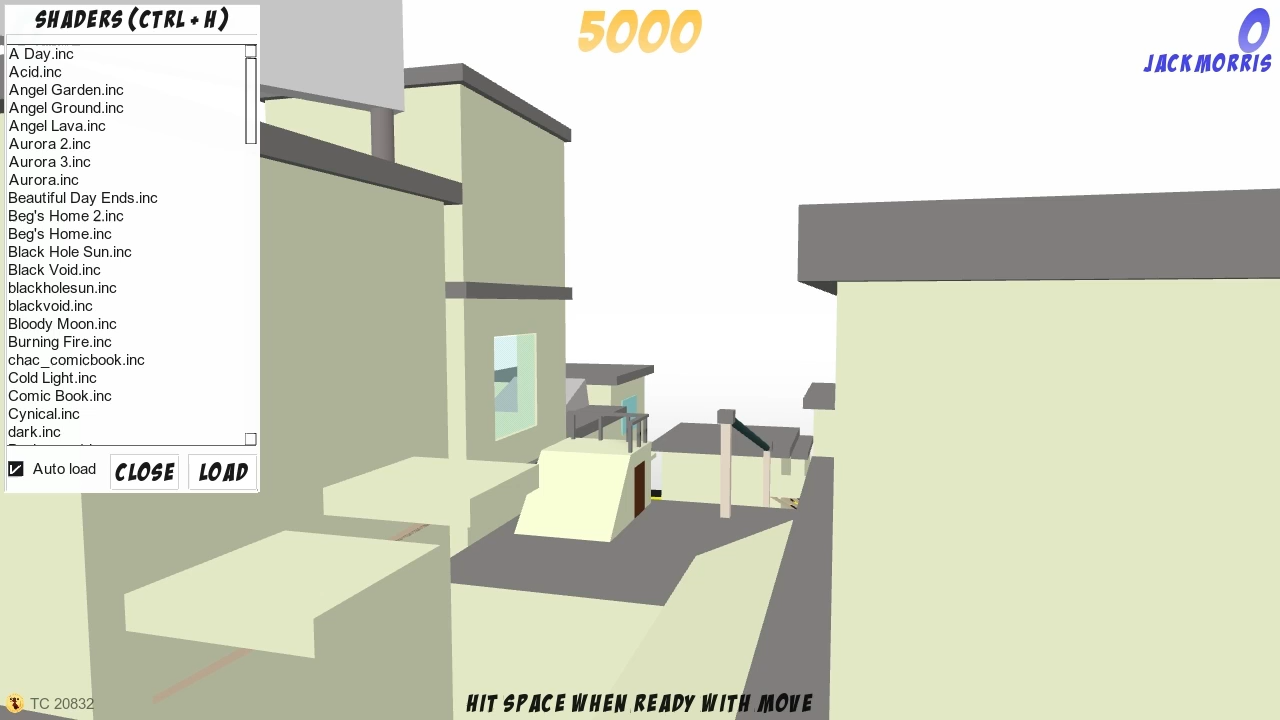 SHADERS (CTRL + H)
A Day.inc
Acid.inc
Angel Garden.inc
Angel Ground.inc
Angel Lava.inc
Aurora 2.inc
Aurora 3.inc
Aurora.inc
Beautiful Day Ends.inc
Beg's Home 2.inc
Beg's Home.inc
Black Hole Sun.inc
Black Void.inc
blackholesun.inc
blackvoid.inc
Bloody Moon.inc
Burning Fire.inc
chac_comicbook.inc
Cold Light.inc
Comic Book.inc
Cynical.inc
dark.inc
Auto load
CLOSE
LOAD
5000
0
JACKMORRIS
TC 20832
HIT SPACE WHEN READY WITH MOVE